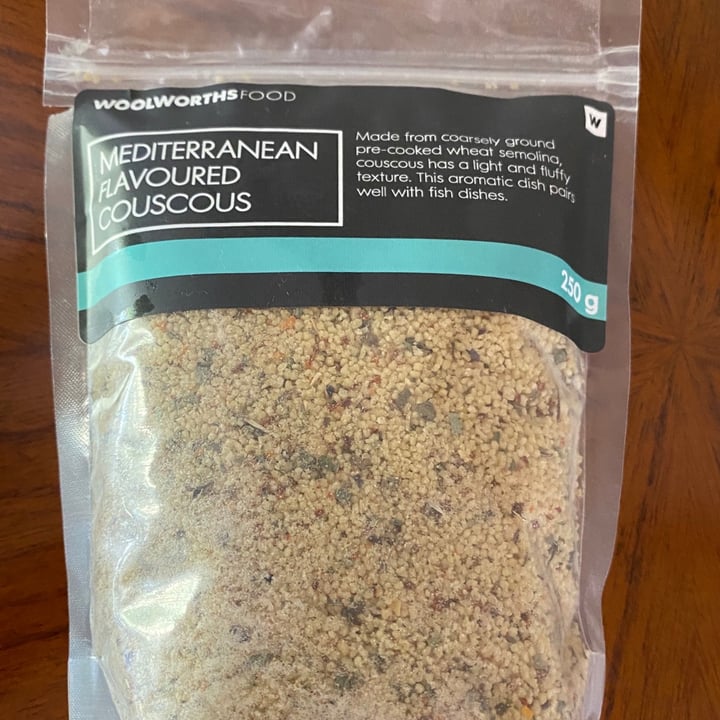 WOOLWORTHSFOOD
W
MEDITERRANEAN
FLAVOURED
COUSCOUS
Made from coarsely ground
pre-cooked wheat semolina,
couscous has a light and fluffy
texture. This aromatic dish pairs
well with fish dishes.
250 g